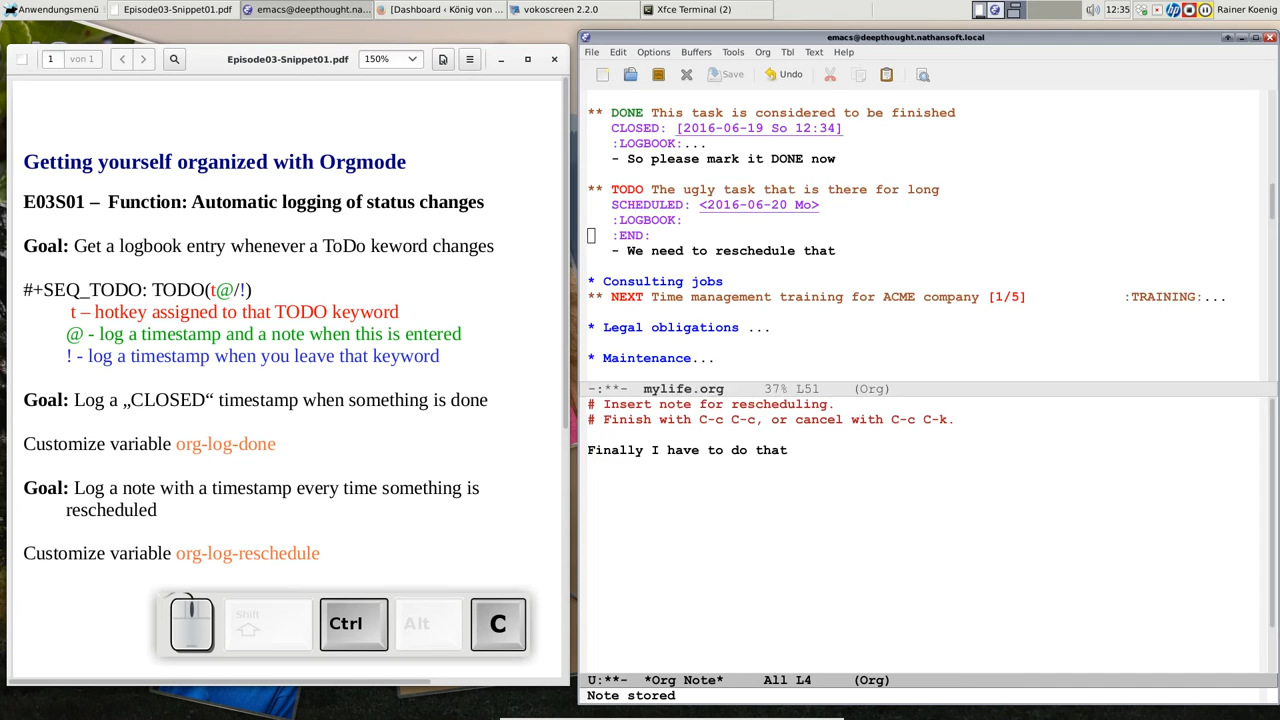 Anwendungsmenü
Episode03-Snippet01.pdf
emacs@deepthought.nathansoft.lo...
[Dashboard ‹ König von ...
vokoscreen 2.2.0
Xfce Terminal (2)
12:35
Rainer Koenig
1
von 1
Episode03-Snippet01.pdf
150%
Getting yourself organized with Orgmode
E03S01 – Function: Automatic logging of status changes
Goal: Get a logbook entry whenever a ToDo keword changes
#+SEQ_TODO: TODO(t@/!)
t – hotkey assigned to that TODO keyword
@ - log a timestamp and a note when this is entered
! - log a timestamp when you leave that keyword
Goal: Log a „CLOSED“ timestamp when something is done
Customize variable org-log-done
Goal: Log a note with a timestamp every time something is
rescheduled
Customize variable org-log-reschedule
Shift
Ctrl
Alt
C
emacs@deepthought.nathansoft.local
File Edit Options Buffers Tools Org Tbl Text Help
Save
Undo
** DONE This task is considered to be finished
CLOSED: [2016-06-19 So 12:34]
:LOGBOOK:...
- So please mark it DONE now
** TODO The ugly task that is there for long
SCHEDULED: <2016-06-20 Mo>
:LOGBOOK:
:END:
- We need to reschedule that
* Consulting jobs
** NEXT Time management training for ACME company [1/5] :TRAINING:...
* Legal obligations ...
* Maintenance...
-:**- mylife.org 37% L51 (Org)
# Insert note for rescheduling.
# Finish with C-c C-c, or cancel with C-c C-k.
Finally I have to do that
U:**- *Org Note* All L4 (Org)
Note stored